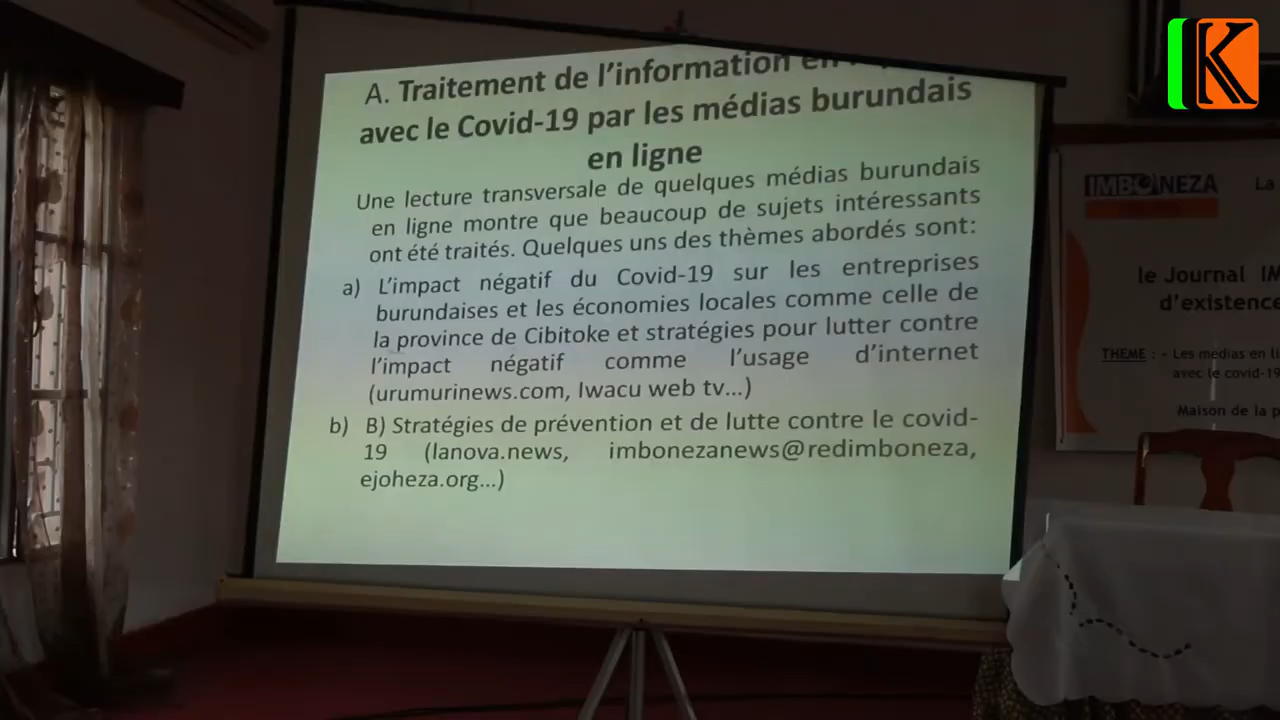 A. Traitement de l'information en
avec le Covid-19 par les médias burundais
en ligne
Une lecture transversale de quelques médias burundais
en ligne montre que beaucoup de sujets intéressants
ont été traités. Quelques uns des thèmes abordés sont:
a) L'impact négatif du Covid-19 sur les entreprises
burundaises et les économies locales comme celle de
la province de Cibitoke et stratégies pour lutter contre
l'impact négatif comme l'usage d'internet
(urumurinews.com, Iwacu web tv...)
b) B) Stratégies de prévention et de lutte contre le covid-
19 (lanova.news, imbonezanews@redimboneza,
ejoheza.org...)
K
IMBONEZA La
le Journal IM
d'existence
THEME : - Les medias en li
avec le covid-19
Maison de la p